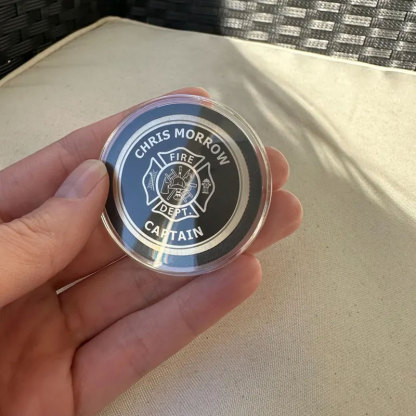 CHRIS MORROW
FIRE
DEPT.
CAPTAIN